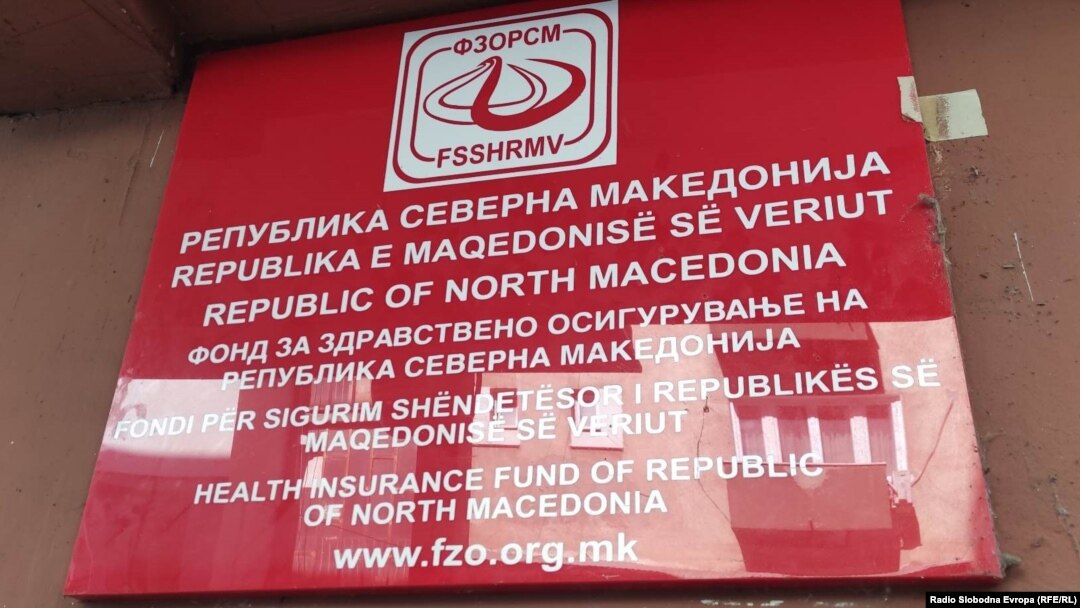 ФЗОРСМ
FSSHRMV
РЕПУБЛИКА СЕВЕРНА МАКЕДОНИЈА
REPUBLIKA E MAQEDONISË SË VERIUT
REPUBLIC OF NORTH MACEDONIA
ФОНД ЗА ЗДРАВСТВЕНО ОСИГУРУВАЊЕ НА
РЕПУБЛИКА СЕВЕРНА МАКЕДОНИЈА
FONDI PËR SIGURIM SHËNDETËSOR I REPUBLIKËS SË
MAQEDONISË SË VERIUT
HEALTH INSURANCE FUND OF REPUBLIC
OF NORTH MACEDONIA
www.fzo.org.mk
Radio Slobodna Evropa (RFE/RL)